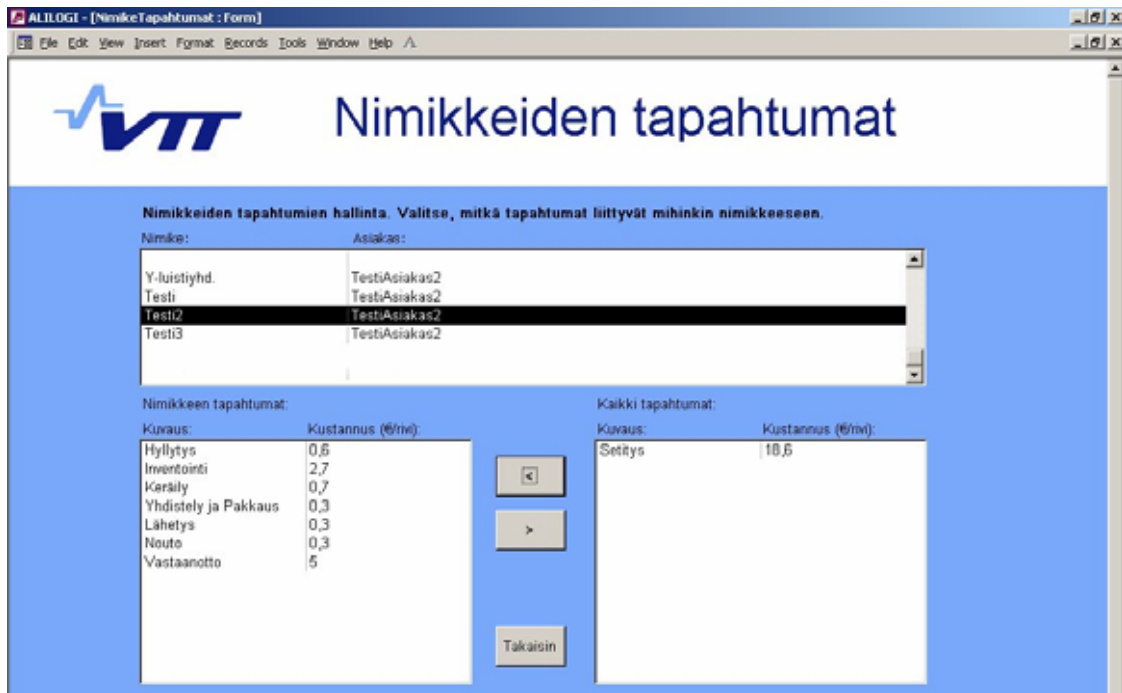 ALILOGI - [NimikeTapahtumat : Form]
File Edit View Insert Format Records Tools Window Help
VTT
Nimikkeiden tapahtumat
Nimikkeiden tapahtumien hallinta. Valitse, mitkä tapahtumat liittyvät mihinkin nimikkeeseen.
Nimike: Asiakas:
Y-luistiyhd. TestiAsiakas2
Testi TestiAsiakas2
Testi2 TestiAsiakas2
Testi3 TestiAsiakas2
Nimikkeen tapahtumat:
Kuvaus: Kustannus (€/rivi):
Hyllytys 0,6
Inventointi 2,7
Keräily 0,7
Yhdistely ja Pakkaus 0,3
Lähetys 0,3
Nouto 0,3
Vastaanotto 5
<
>
Takaisin
Kaikki tapahtumat:
Kuvaus: Kustannus (€/rivi):
Setitys 18,6